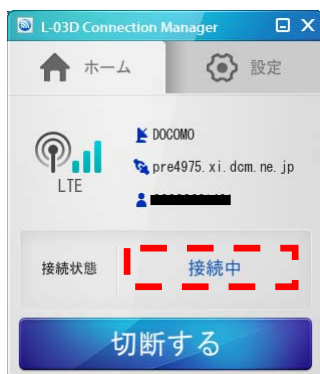 L-03D Connection Manager
ホーム
設定
DOCOMO
pre4975.xi.dcm.ne.jp
LTE
接続状態
接続中
切断する